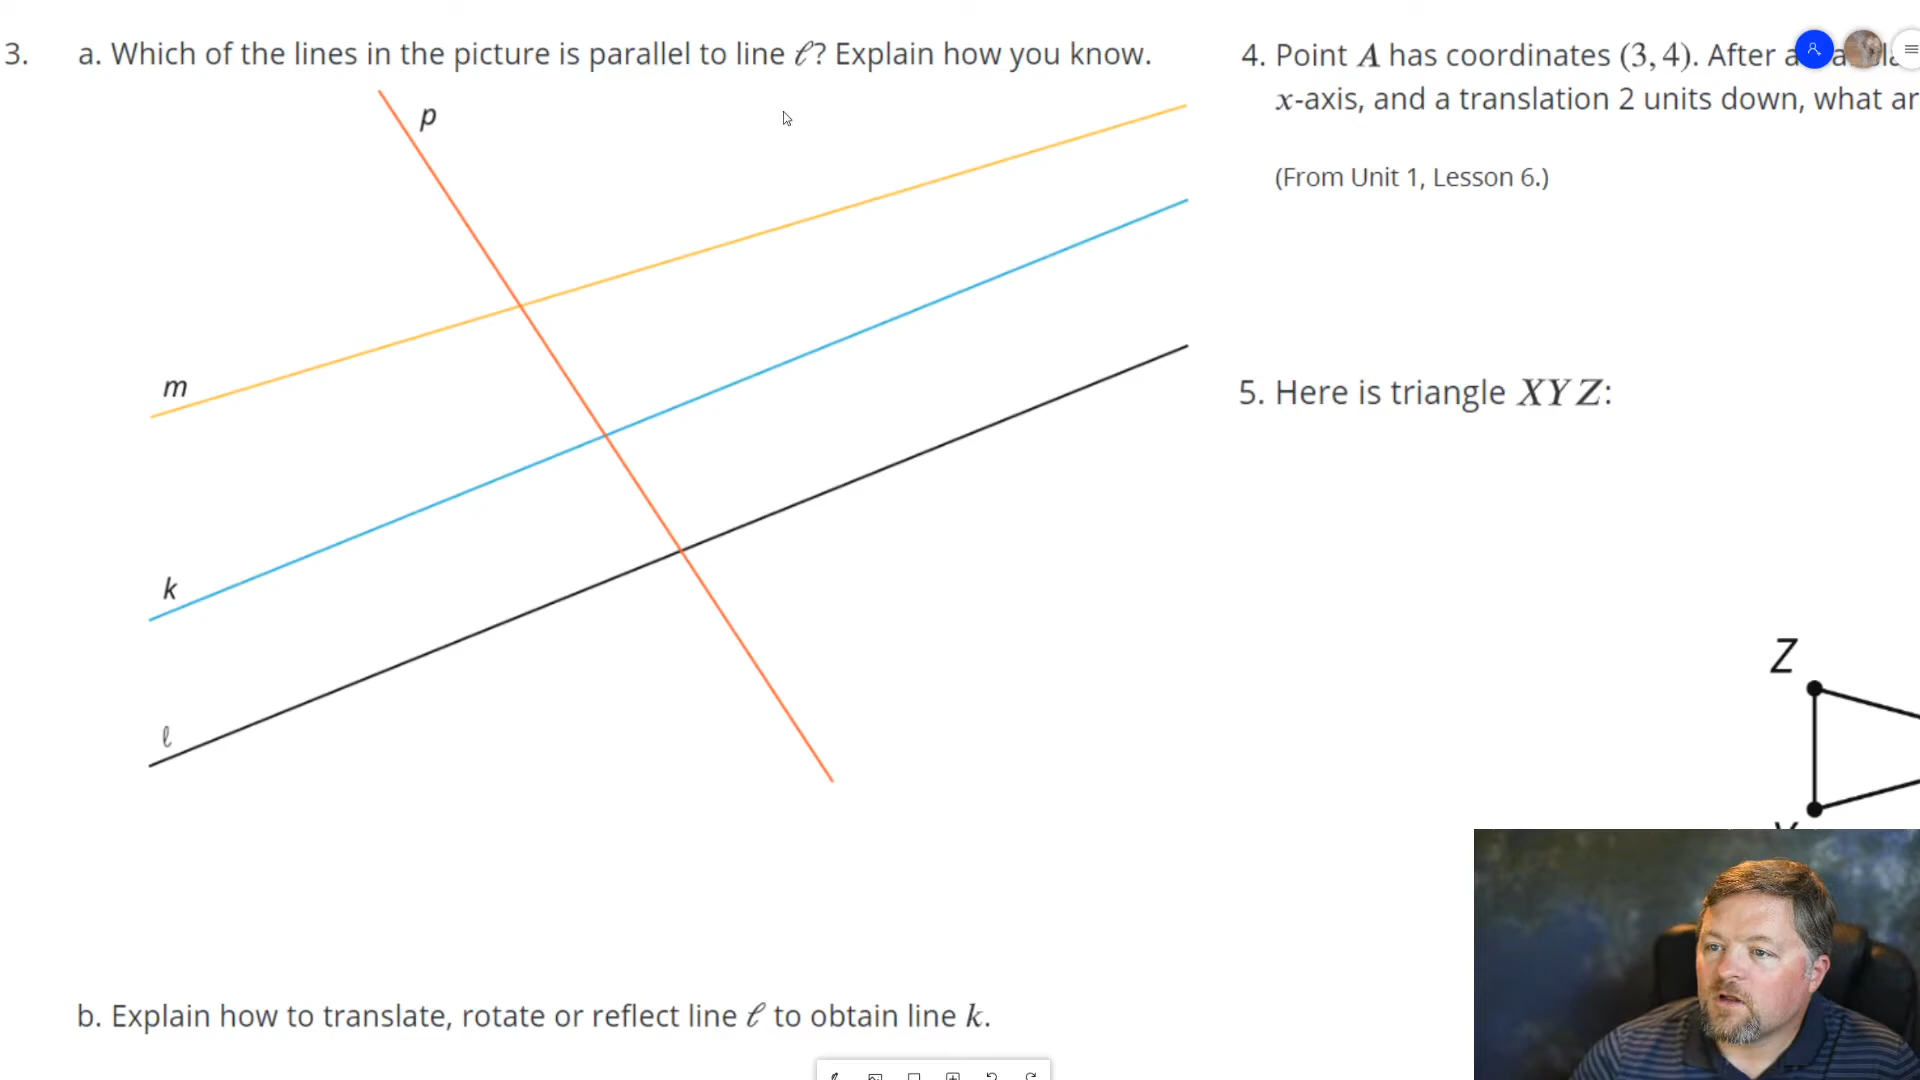 3. a. Which of the lines in the picture is parallel to line ℓ? Explain how you know.
p
m
k
ℓ
b. Explain how to translate, rotate or reflect line ℓ to obtain line k.
4. Point A has coordinates (3, 4). After a
x-axis, and a translation 2 units down, what
(From Unit 1, Lesson 6.)
5. Here is triangle XYZ:
Z